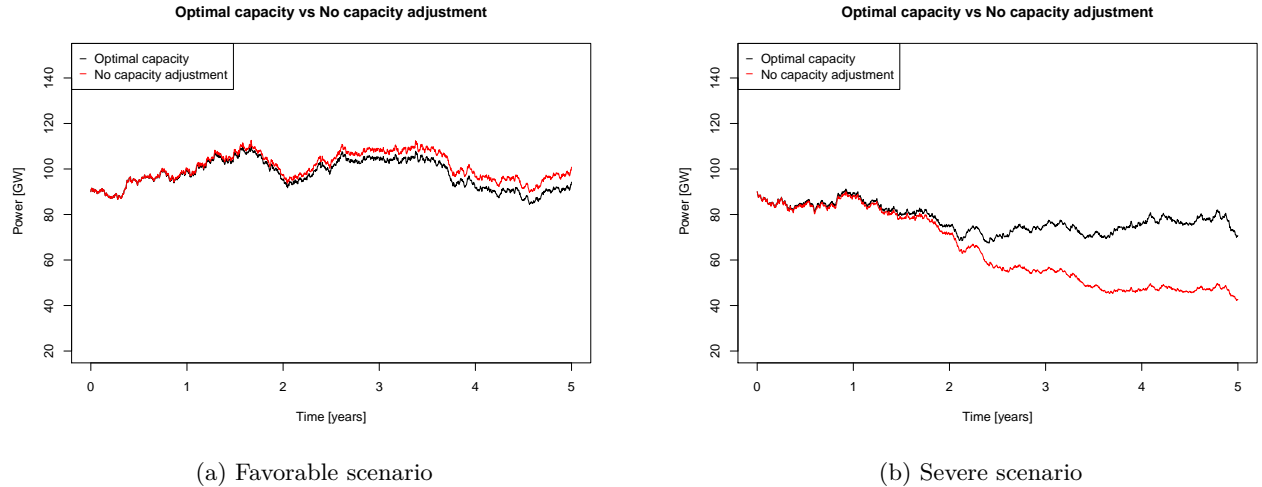 Optimal capacity vs No capacity adjustment
Optimal capacity
No capacity adjustment
140
120
100
80
60
40
20
Power [GW]
0 1 2 3 4 5
Time [years]
(a) Favorable scenario
Optimal capacity vs No capacity adjustment
Optimal capacity
No capacity adjustment
140
120
100
80
60
40
20
Power [GW]
0 1 2 3 4 5
Time [years]
(b) Severe scenario